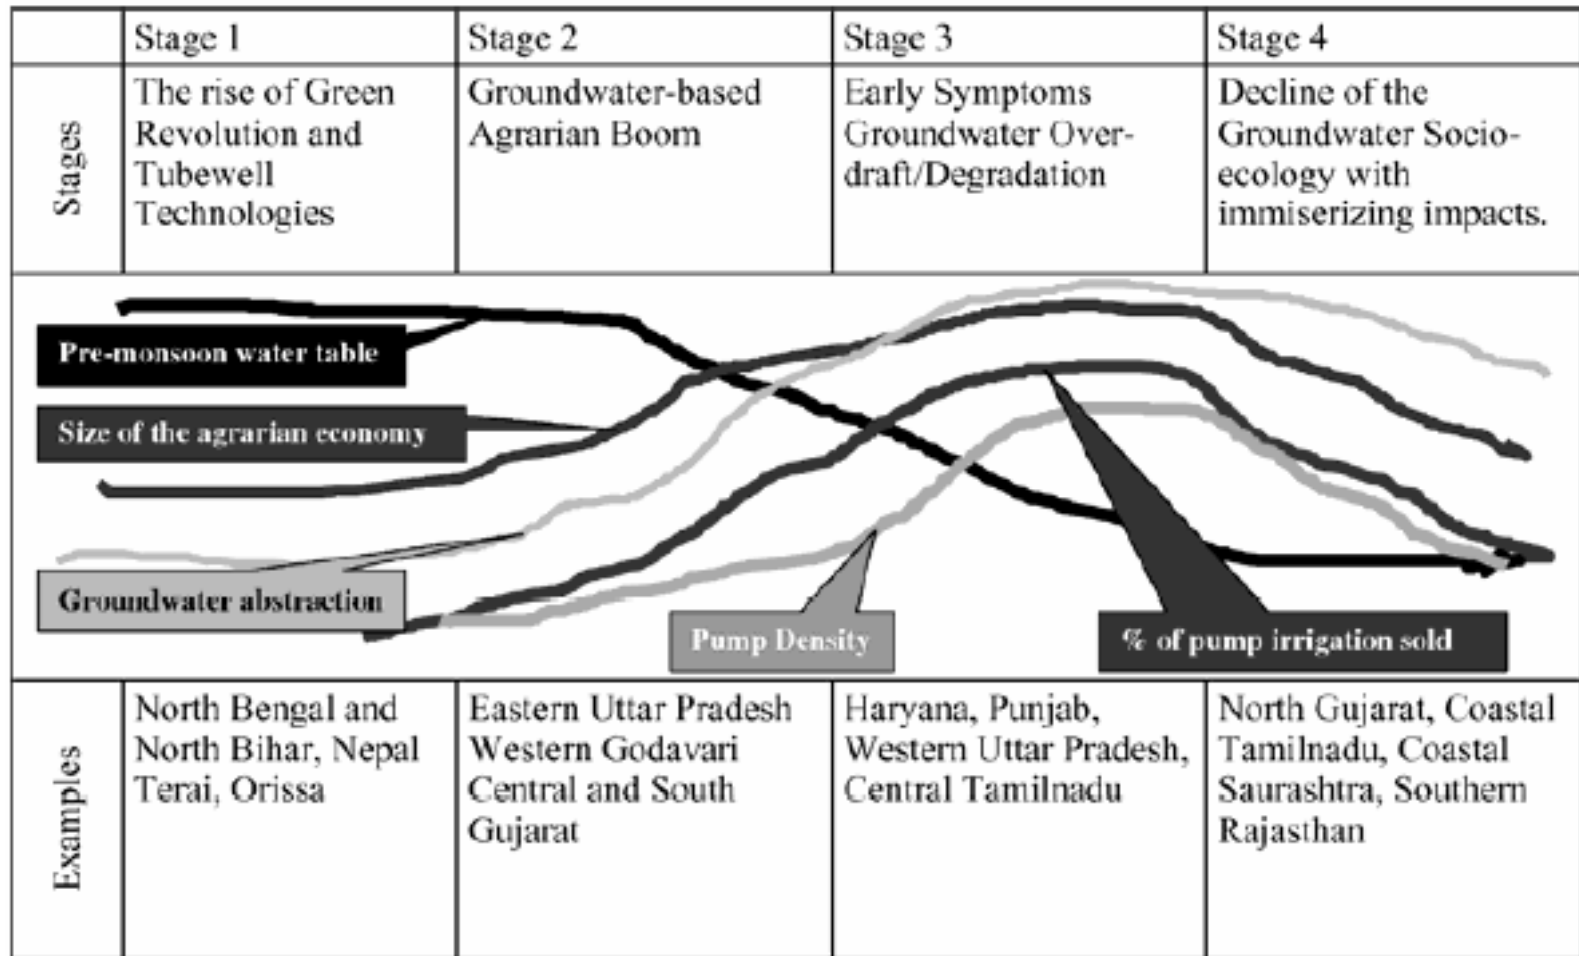 Stage 1
Stage 2
Stage 3
Stage 4
Stages
The rise of Green
Revolution and
Tubewell
Technologies
Groundwater-based
Agrarian Boom
Early Symptoms
Groundwater Over-
draft/Degradation
Decline of the
Groundwater Socio-
ecology with
immiserizing impacts.
Pre-monsoon water table
Size of the agrarian economy
Groundwater abstraction
Pump Density
% of pump irrigation sold
Examples
North Bengal and
North Bihar, Nepal
Terai, Orissa
Eastern Uttar Pradesh
Western Godavari
Central and South
Gujarat
Haryana, Punjab,
Western Uttar Pradesh,
Central Tamilnadu
North Gujarat, Coastal
Tamilnadu, Coastal
Saurashtra, Southern
Rajasthan